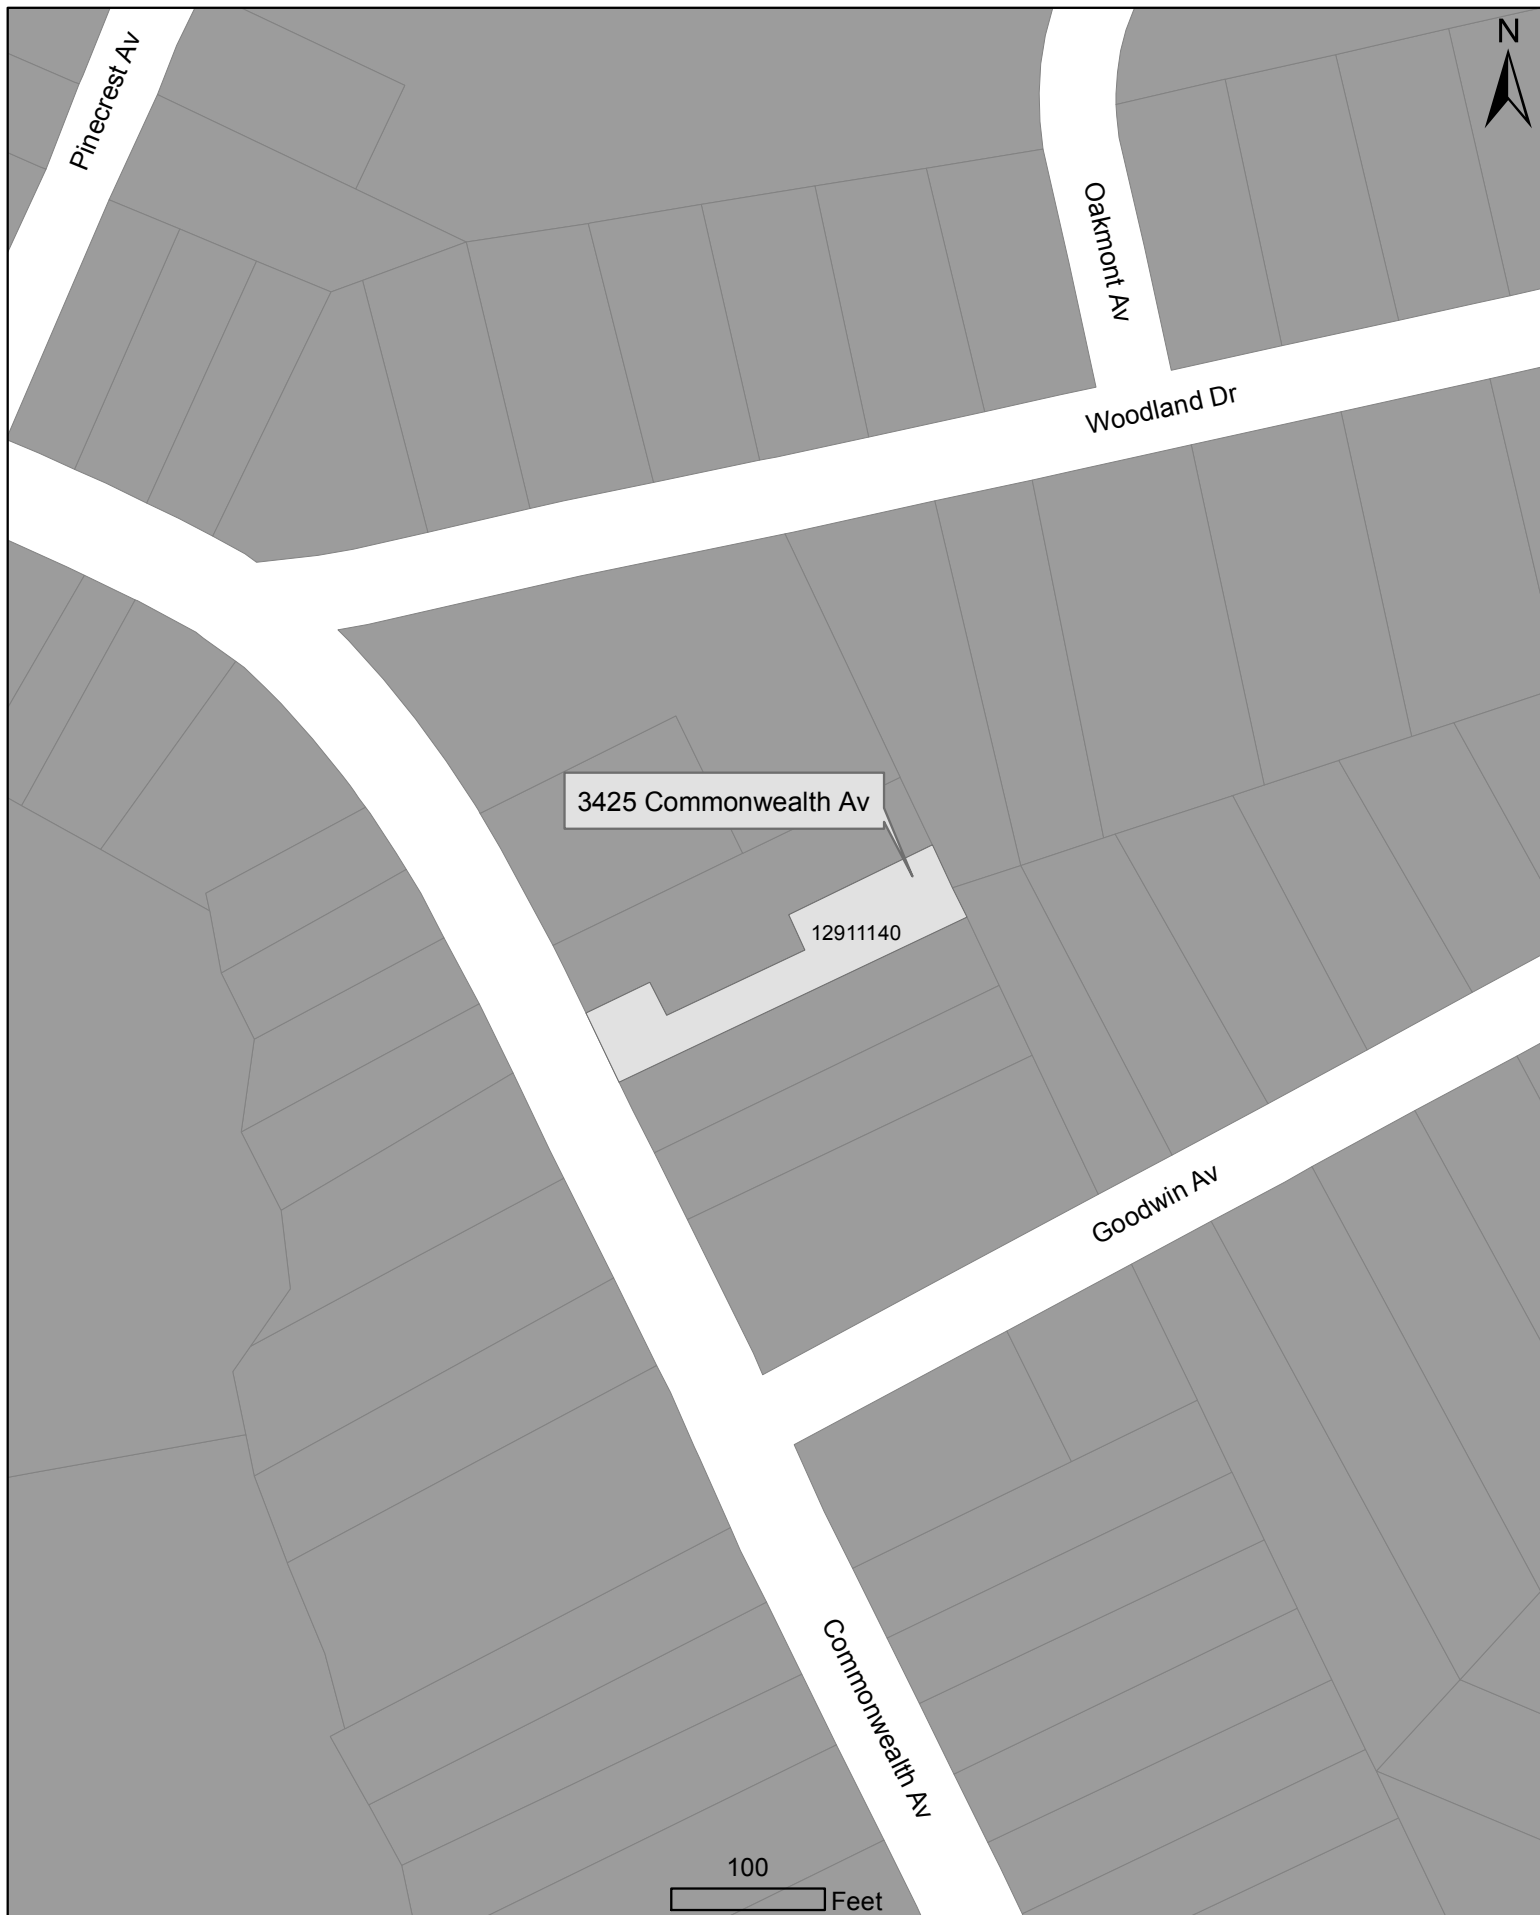 Pinecrest Av
N
Oakmont Av
Woodland Dr
3425 Commonwealth Av
12911140
Goodwin Av
Commonwealth Av
100
Feet